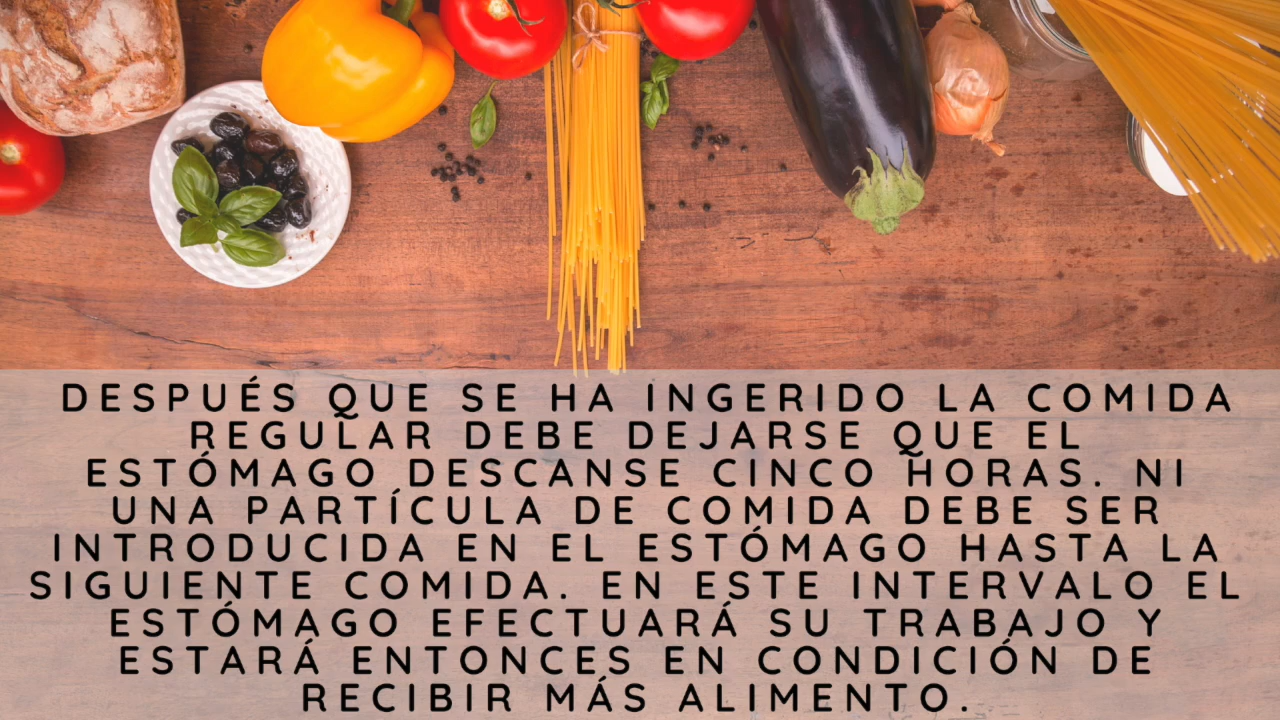 DESPUÉS QUE SE HA INGERIDO LA COMIDA
REGULAR DEBE DEJARSE QUE EL
ESTÓMAGO DESCANSE CINCO HORAS. NI
UNA PARTÍCULA DE COMIDA DEBE SER
INTRODUCIDA EN EL ESTÓMAGO HASTA LA
SIGUIENTE COMIDA. EN ESTE INTERVALO EL
ESTÓMAGO EFECTUARÁ SU TRABAJO Y
ESTARÁ ENTONCES EN CONDICIÓN DE
RECIBIR MÁS ALIMENTO.